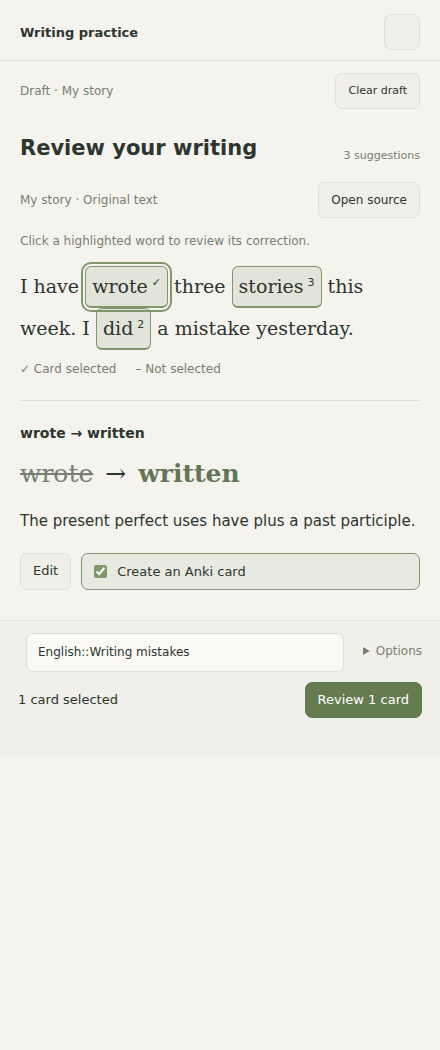 Writing practice
Draft · My story
Clear draft
Review your writing
3 suggestions
My story · Original text
Open source
Click a highlighted word to review its correction.
I have wrote ✓ three stories 3 this
week. I did 2 a mistake yesterday.
✓ Card selected – Not selected
wrote → written
wrote → written
The present perfect uses have plus a past participle.
Edit
Create an Anki card
English::Writing mistakes
Options
1 card selected
Review 1 card